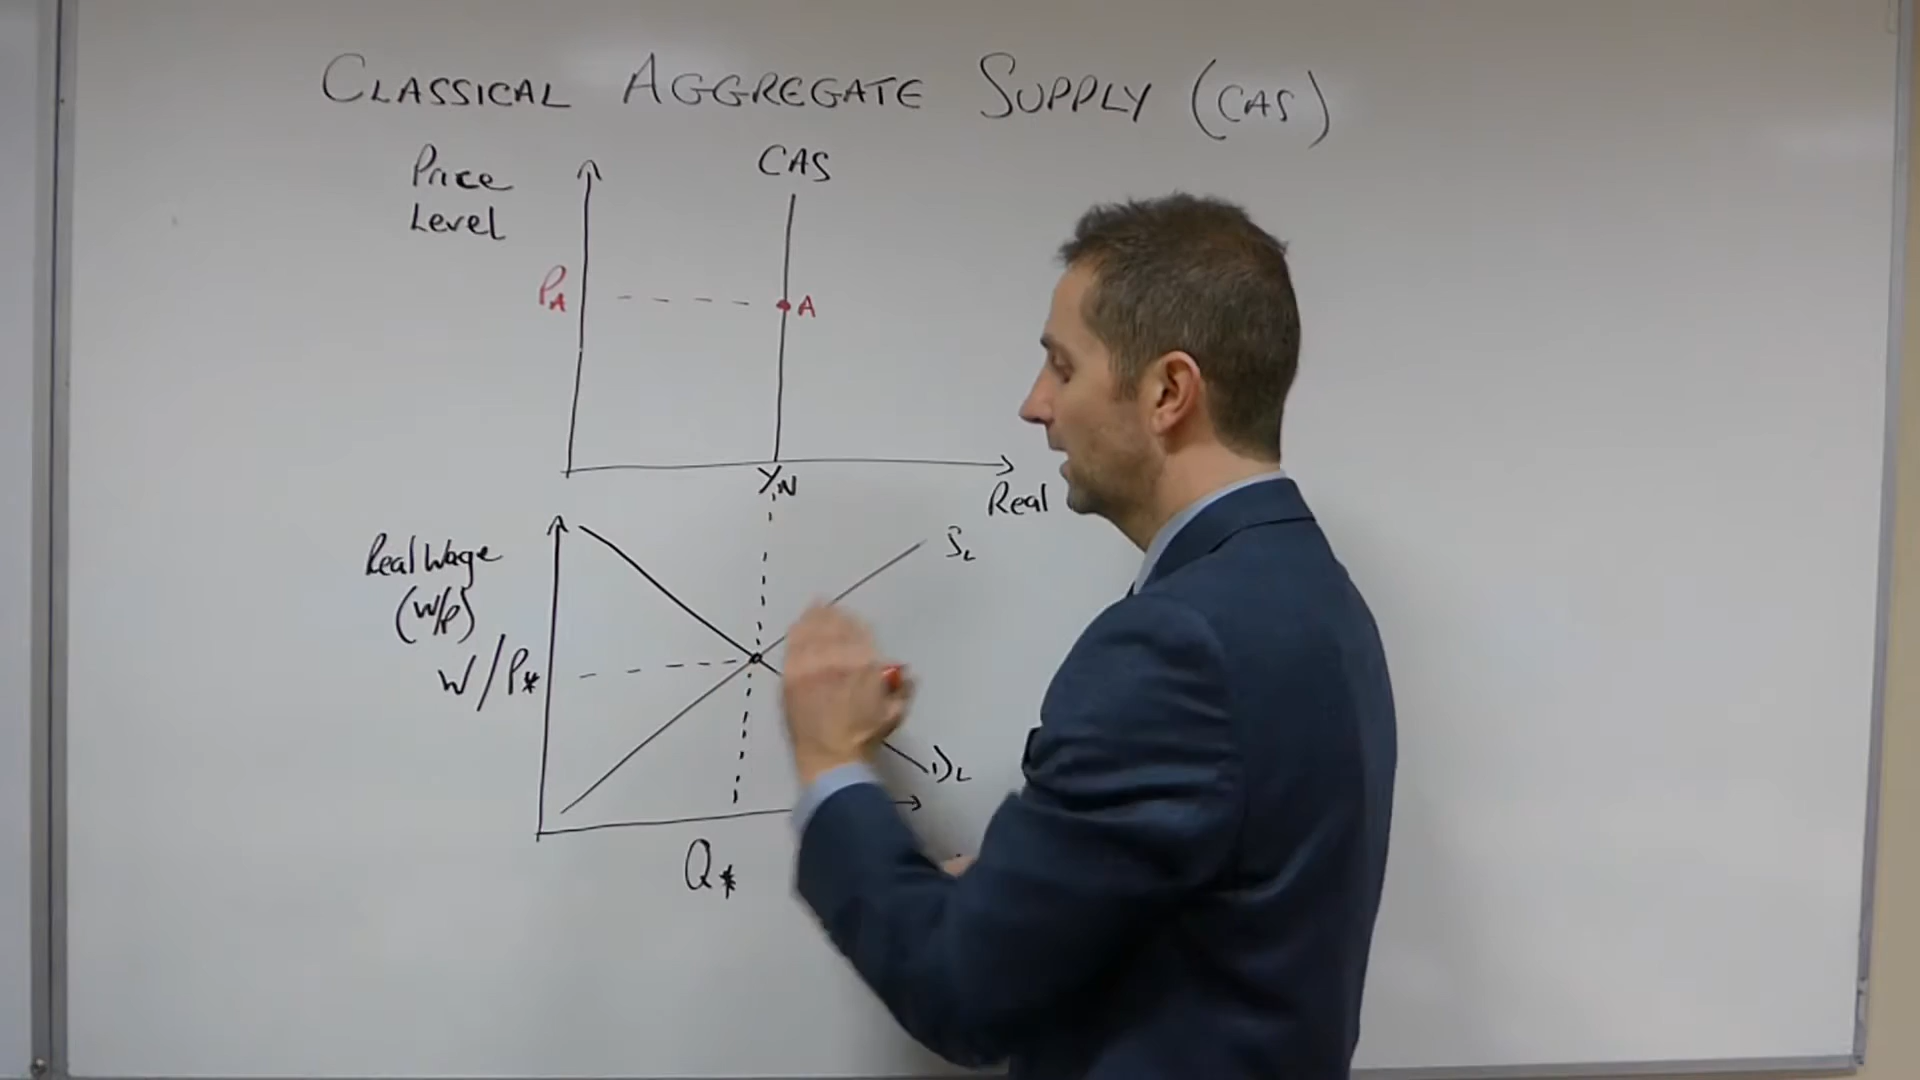 CLASSICAL AGGREGATE SUPPLY (CAS)
Price
Level
CAS
PA
A
YN
Real
Real Wage
(W/P)
W/P*
SL
DL
Q*